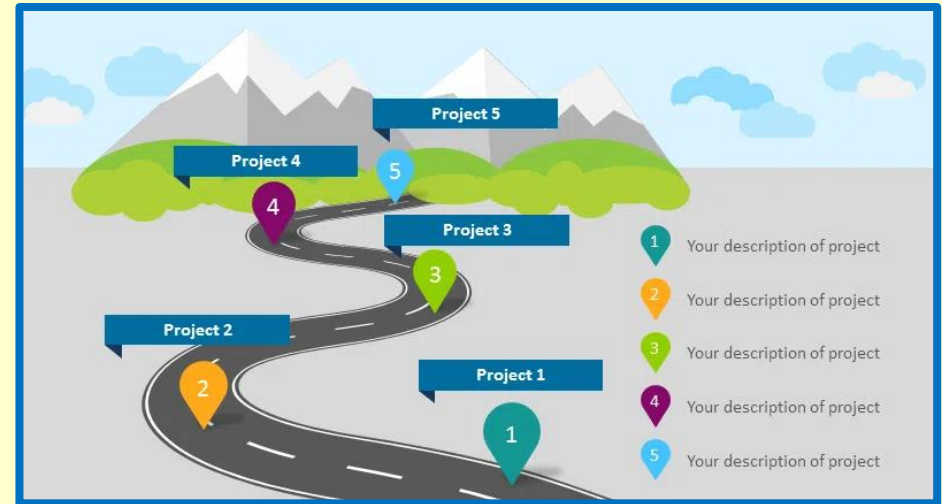 Project 5
Project 4
5
4
Project 3
3
Project 2
2
Project 1
1
1 Your description of project
2 Your description of project
3 Your description of project
4 Your description of project
5 Your description of project